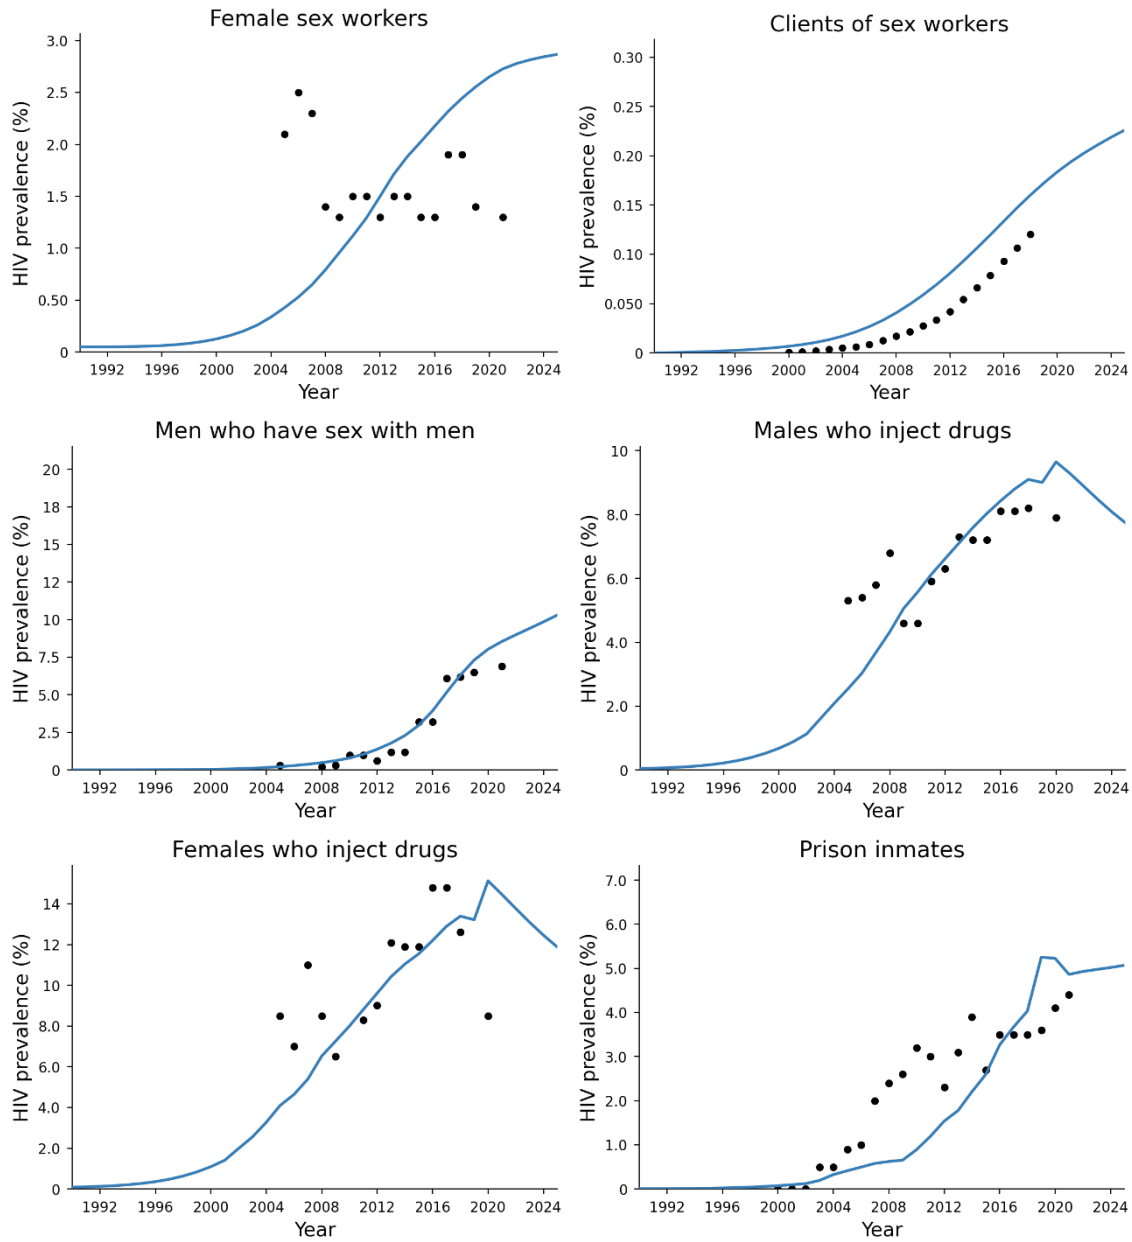 Female sex workers
HIV prevalence (%)
3.0
2.5
2.0
1.5
1.0
0.50
0
1992 1996 2000 2004 2008 2012 2016 2020 2024
Year
Clients of sex workers
HIV prevalence (%)
0.30
0.25
0.20
0.15
0.10
0.050
0
1992 1996 2000 2004 2008 2012 2016 2020 2024
Year
Men who have sex with men
HIV prevalence (%)
20
18
15
12
10
7.5
5.0
2.5
0
1992 1996 2000 2004 2008 2012 2016 2020 2024
Year
Males who inject drugs
HIV prevalence (%)
10
8.0
6.0
4.0
2.0
0
1992 1996 2000 2004 2008 2012 2016 2020 2024
Year
Females who inject drugs
HIV prevalence (%)
14
12
10
8.0
6.0
4.0
2.0
0
1992 1996 2000 2004 2008 2012 2016 2020 2024
Year
Prison inmates
HIV prevalence (%)
7.0
6.0
5.0
4.0
3.0
2.0
1.0
0
1992 1996 2000 2004 2008 2012 2016 2020 2024
Year